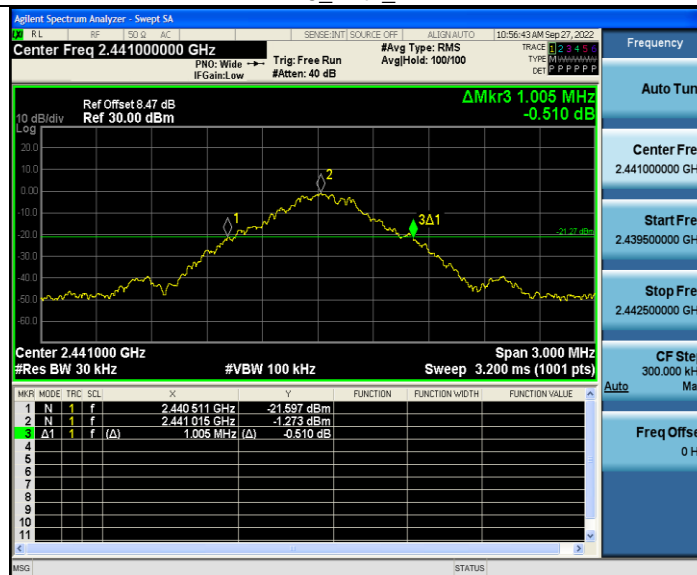 Agilent Spectrum Analyzer - Swept SA
RL RF 50 Ω AC SENSE:INT SOURCE OFF ALIGN AUTO 10:56:43 AM Sep 27, 2022
Center Freq 2.441000000 GHz #Avg Type: RMS TRACE 1 2 3 4 5 6
PNO: Wide Trig: Free Run Avg|Hold: 100/100 TYPE M
IFGain:Low #Atten: 40 dB DET P P P P P P
Ref Offset 8.47 dB ΔMkr3 1.005 MHz
10 dB/div Ref 30.00 dBm -0.510 dB
Log
20.0
10.0
0.00
-10.0
-20.0
-30.0
-40.0
-50.0
-60.0
2
1
3Δ1
-21.27 dBm
Center 2.441000 GHz Span 3.000 MHz
#Res BW 30 kHz #VBW 100 kHz Sweep 3.200 ms (1001 pts)
MKR MODE TRC SCL X Y FUNCTION FUNCTION WIDTH FUNCTION VALUE
1 N 1 f 2.440 511 GHz -21.597 dBm
2 N 1 f 2.441 015 GHz -1.273 dBm
3 Δ1 1 f (Δ) 1.005 MHz (Δ) -0.510 dB
4
5
6
7
8
9
10
11
MSG STATUS
Frequency
Auto Tun
Center Fre
2.441000000 GH
Start Fre
2.439500000 GH
Stop Fre
2.442500000 GH
CF Ste
300.000 kH
Auto Ma
Freq Offse
0 H